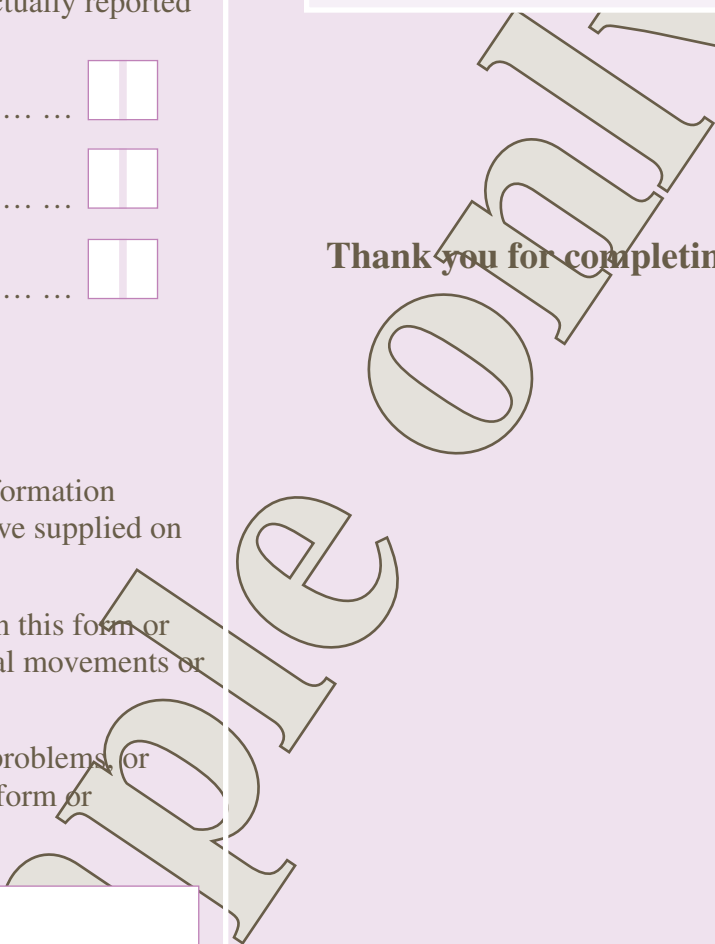 ctually reported
… …
… …
… …
formation
ve supplied on
n this form or
al movements or
problems, or
form or
Thank you for completin
ple only